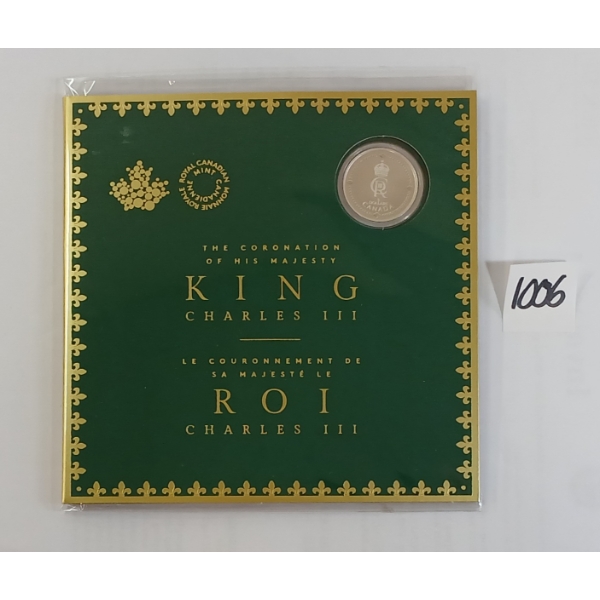 ROYAL CANADIAN MINT
MONNAIE ROYALE CANADIENNE
CANADA
THE CORONATION
OF HIS MAJESTY
KING
CHARLES III
LE COURONNEMENT DE
SA MAJESTÉ LE
ROI
CHARLES III
1006